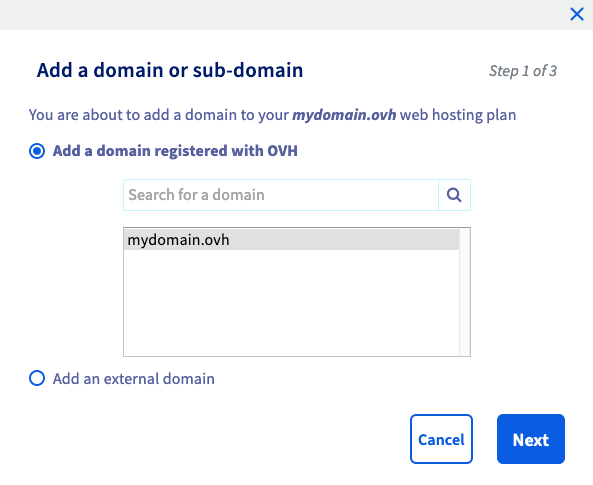 Add a domain or sub-domain
Step 1 of 3
You are about to add a domain to your mydomain.ovh web hosting plan
Add a domain registered with OVH
Search for a domain
mydomain.ovh
Add an external domain
Cancel
Next